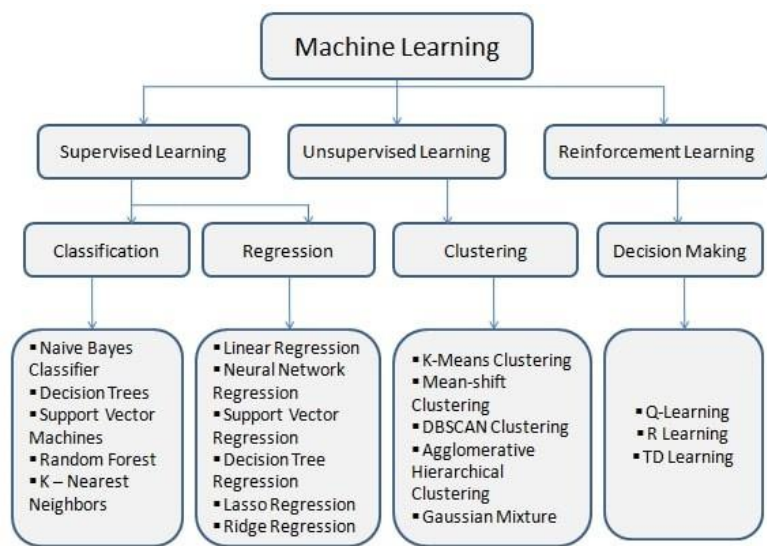 Machine Learning
Supervised Learning
Unsupervised Learning
Reinforcement Learning
Classification
Regression
Clustering
Decision Making
▪ Naive Bayes
Classifier
▪ Decision Trees
▪ Support Vector
Machines
▪ Random Forest
▪ K – Nearest
Neighbors
▪ Linear Regression
▪ Neural Network
Regression
▪ Support Vector
Regression
▪ Decision Tree
Regression
▪ Lasso Regression
▪ Ridge Regression
▪ K-Means Clustering
▪ Mean-shift
Clustering
▪ DBSCAN Clustering
▪ Agglomerative
Hierarchical
Clustering
▪ Gaussian Mixture
▪ Q-Learning
▪ R Learning
▪ TD Learning